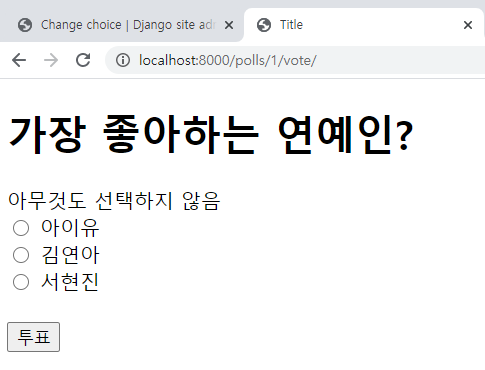 Change choice | Django site adm
Title
localhost:8000/polls/1/vote/
가장 좋아하는 연예인?
아무것도 선택하지 않음
아이유
김연아
서현진
투표